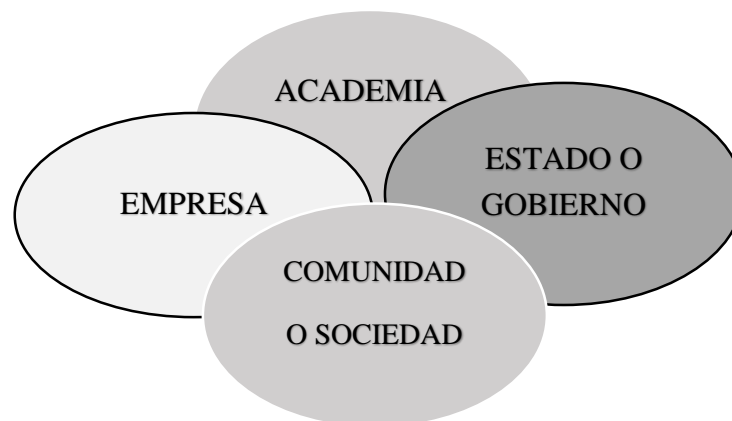 ACADEMIA
EMPRESA
ESTADO O
GOBIERNO
COMUNIDAD
O SOCIEDAD